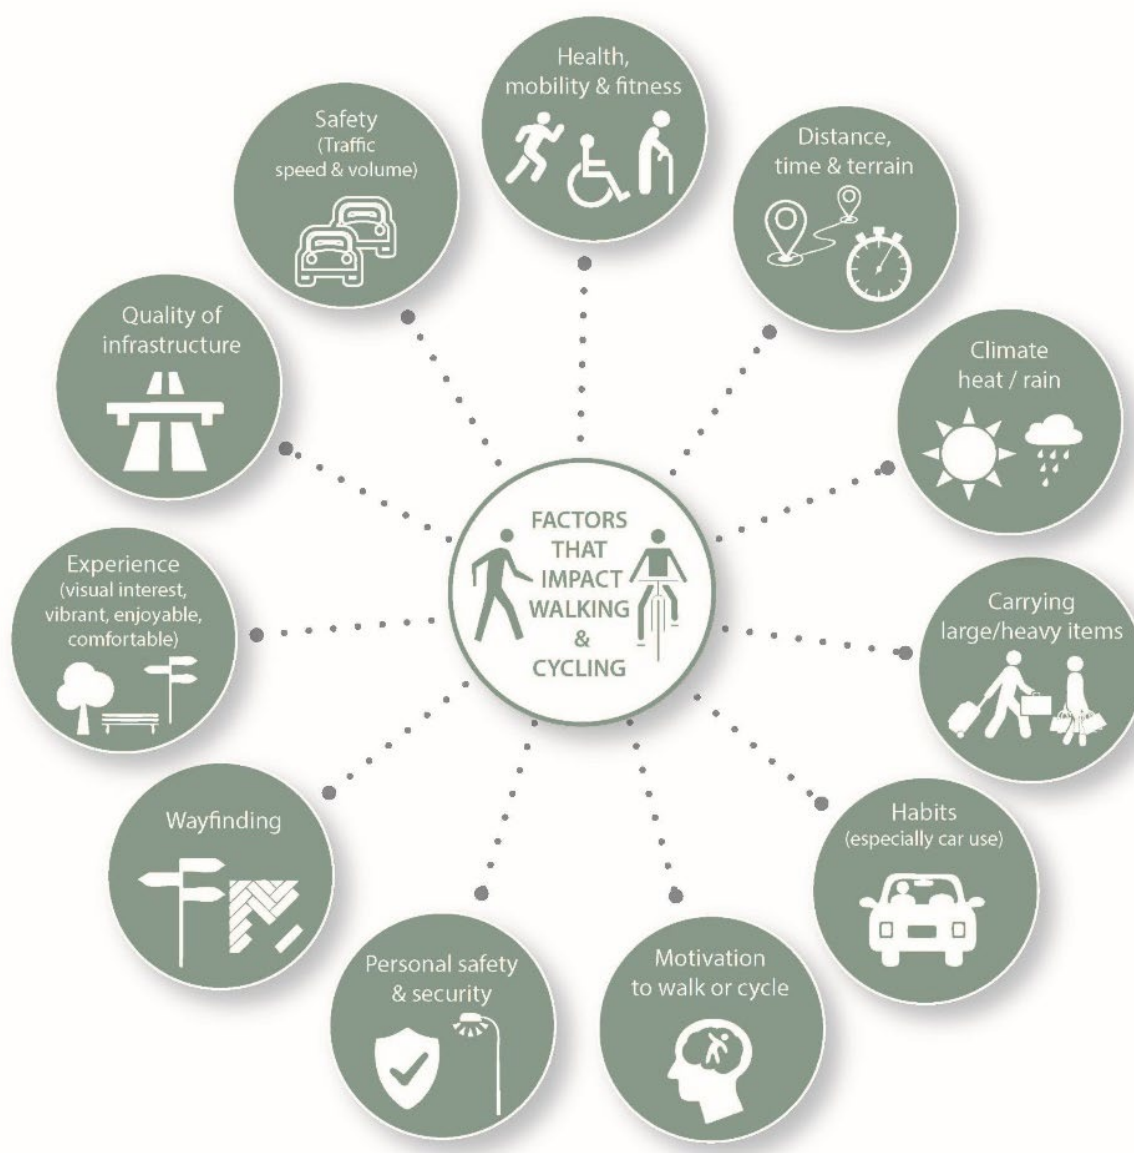 Health,
mobility & fitness
Distance,
time & terrain
Climate
heat / rain
Carrying
large/heavy items
Habits
(especially car use)
Motivation
to walk or cycle
Personal safety
& security
Wayfinding
Experience
(visual interest,
vibrant, enjoyable,
comfortable)
Quality of
infrastructure
Safety
(Traffic
speed & volume)
FACTORS
THAT
IMPACT
WALKING
&
CYCLING